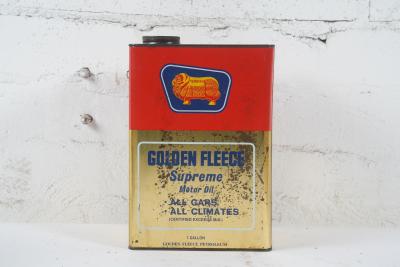 GOLDEN FLEECE
Supreme
Motor Oil
ALL CARS
ALL CLIMATES
1 GALLON
GOLDEN FLEECE PETROLEUM